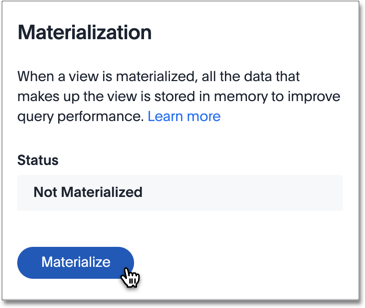 Materialization
When a view is materialized, all the data that
makes up the view is stored in memory to improve
query performance. Learn more
Status
Not Materialized
Materialize